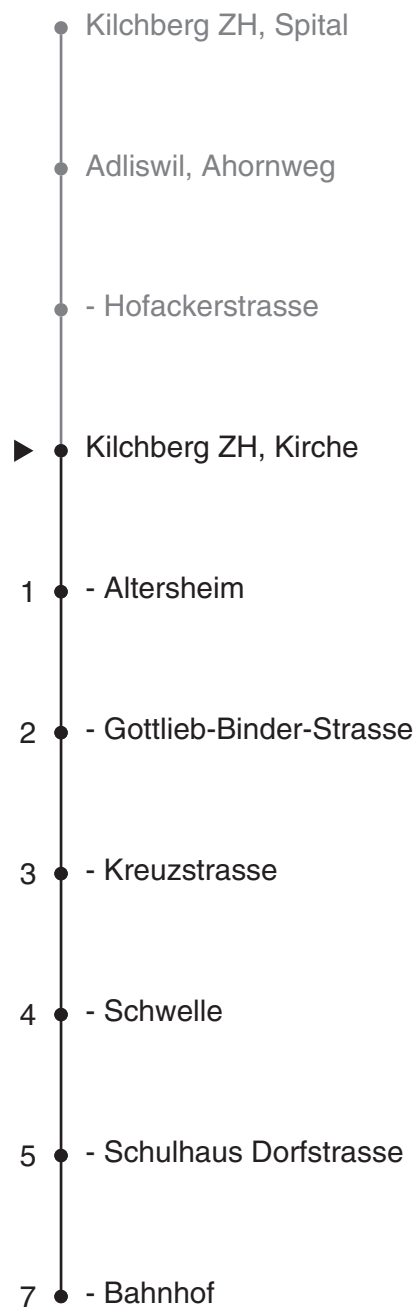 Kilchberg ZH, Spital
Adliswil, Ahornweg
- Hofackerstrasse
Kilchberg ZH, Kirche
1 - Altersheim
2 - Gottlieb-Binder-Strasse
3 - Kreuzstrasse
4 - Schwelle
5 - Schulhaus Dorfstrasse
7 - Bahnhof